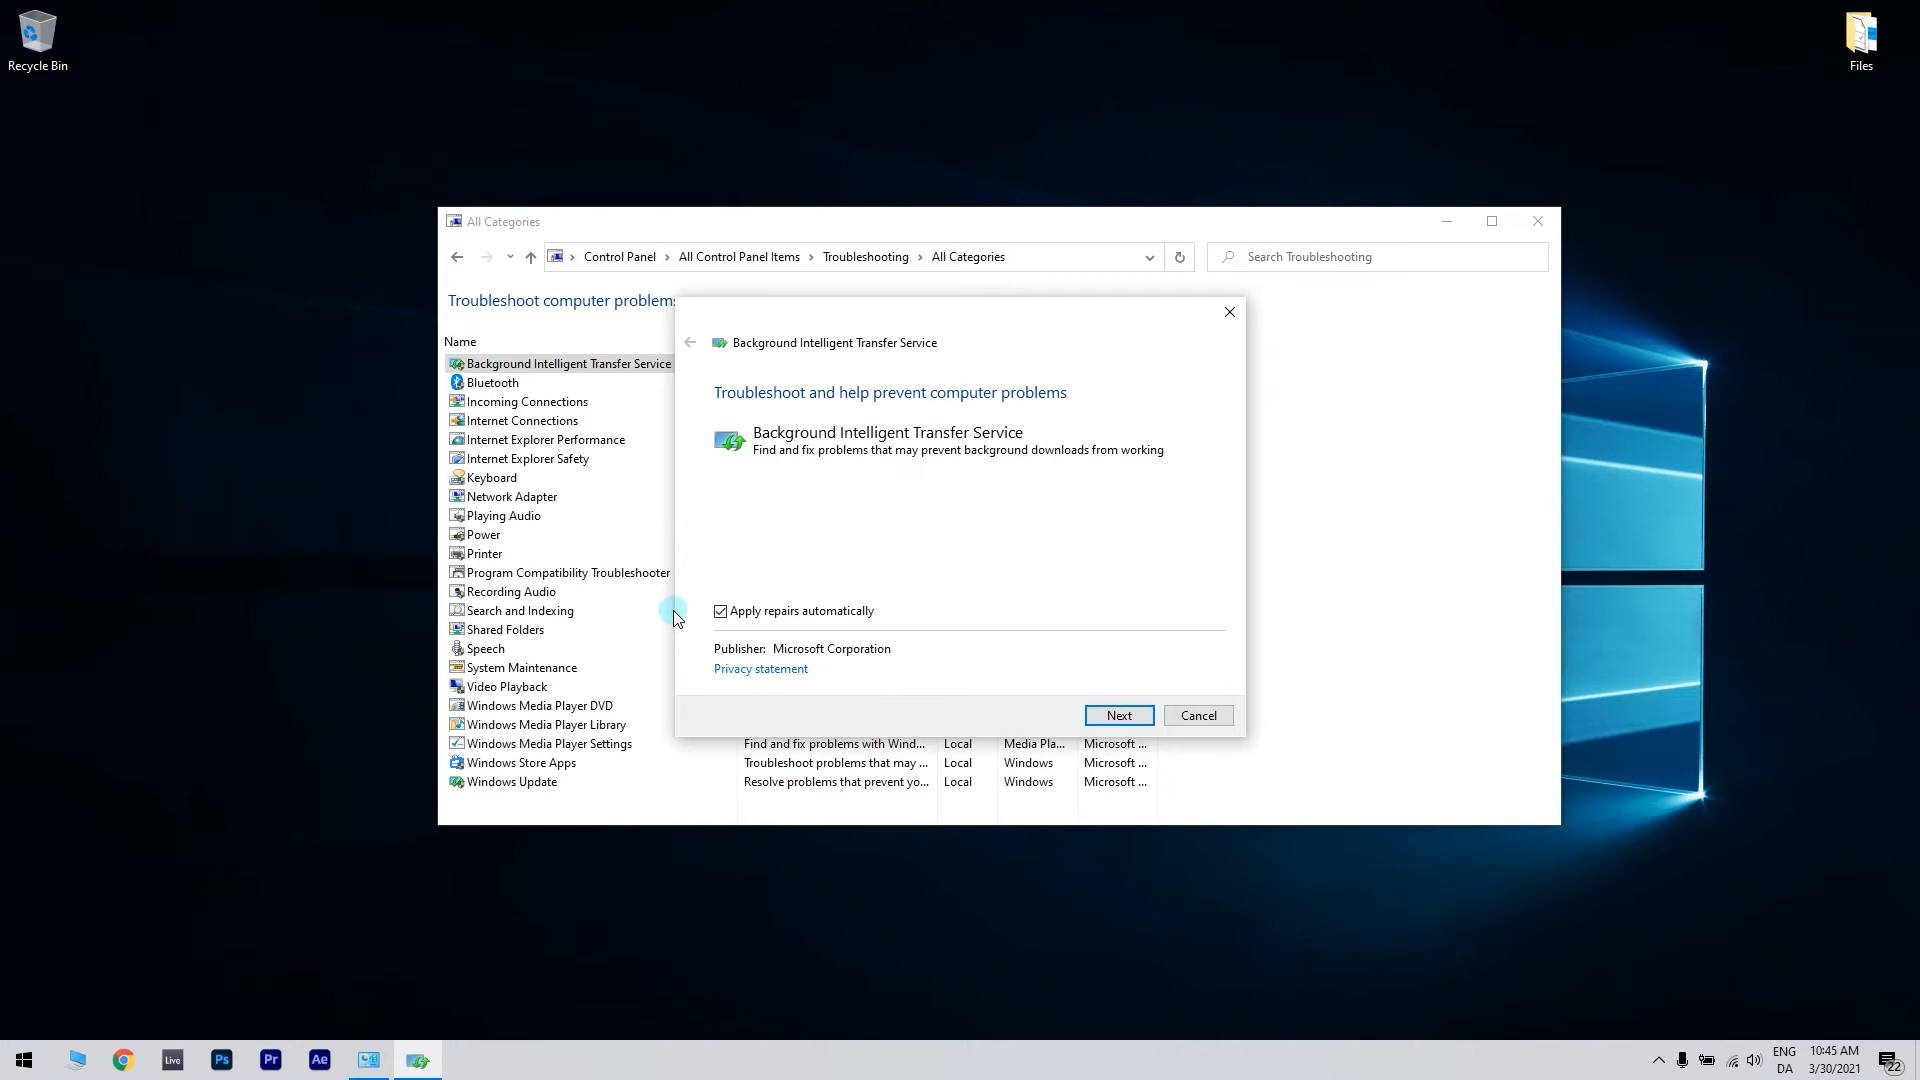 Recycle Bin
Files
All Categories
Control Panel > All Control Panel Items > Troubleshooting > All Categories
Search Troubleshooting
Troubleshoot computer problems
Name
Background Intelligent Transfer Service
Bluetooth
Incoming Connections
Internet Connections
Internet Explorer Performance
Internet Explorer Safety
Keyboard
Network Adapter
Playing Audio
Power
Printer
Program Compatibility Troubleshooter
Recording Audio
Search and Indexing
Shared Folders
Speech
System Maintenance
Video Playback
Windows Media Player DVD
Windows Media Player Library
Windows Media Player Settings Find and fix problems with Wind... Local Media Pla... Microsoft ...
Windows Store Apps Troubleshoot problems that may ... Local Windows Microsoft ...
Windows Update Resolve problems that prevent yo... Local Windows Microsoft ...
Background Intelligent Transfer Service
Troubleshoot and help prevent computer problems
Background Intelligent Transfer Service
Find and fix problems that may prevent background downloads from working
Apply repairs automatically
Publisher: Microsoft Corporation
Privacy statement
Next Cancel
Live Ps Pr Ae
ENG
DA
10:45 AM
3/30/2021
22